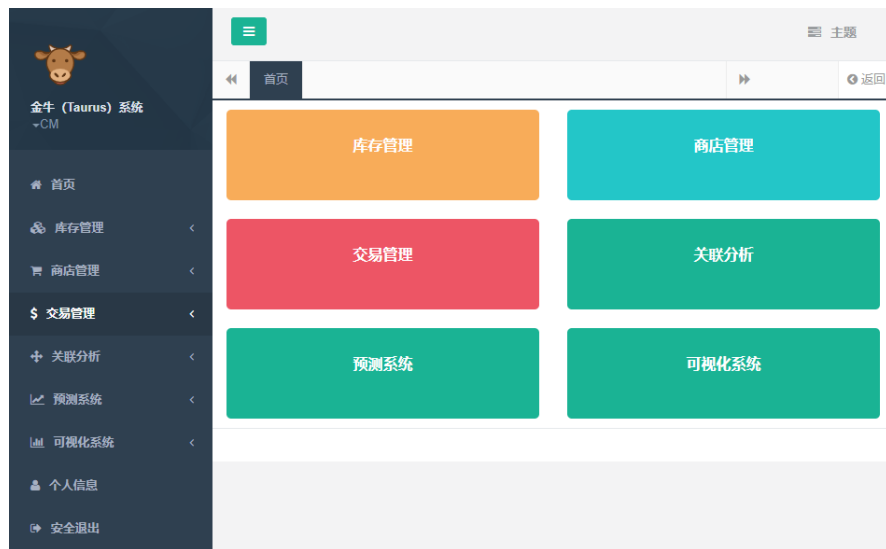 主题
首页
返回
金牛 (Taurus) 系统
CM
首页
库存管理
商店管理
交易管理
关联分析
预测系统
可视化系统
个人信息
安全退出
库存管理
商店管理
交易管理
关联分析
预测系统
可视化系统